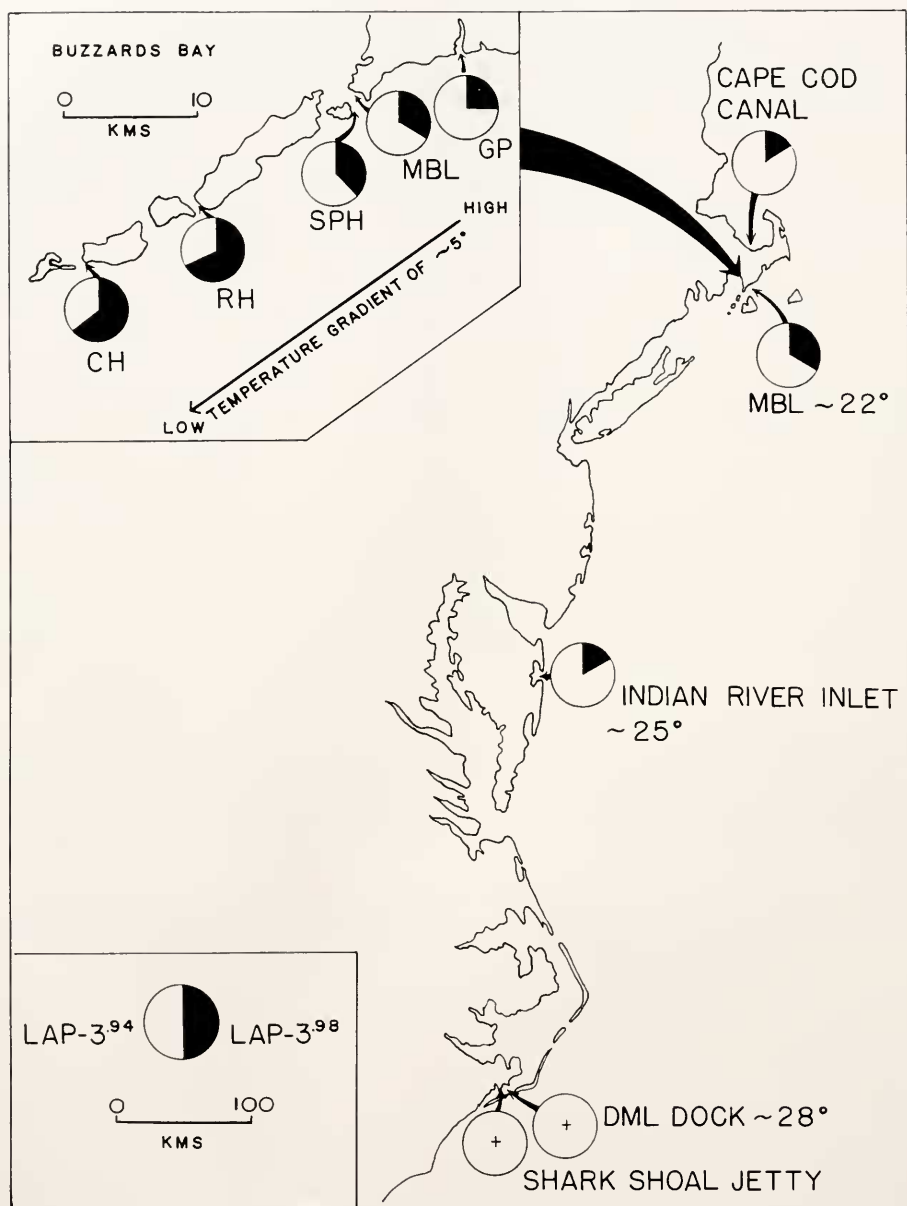 BUZZARDS BAY
0 10
KMS
GP
MBL
SPH
RH
CH
HIGH
TEMPERATURE GRADIENT OF ~5°
LOW
CAPE COD
CANAL
MBL ~22°
INDIAN RIVER INLET
~25°
LAP-3.94 LAP-3.98
0 100
KMS
+
+
DML DOCK ~28°
SHARK SHOAL JETTY